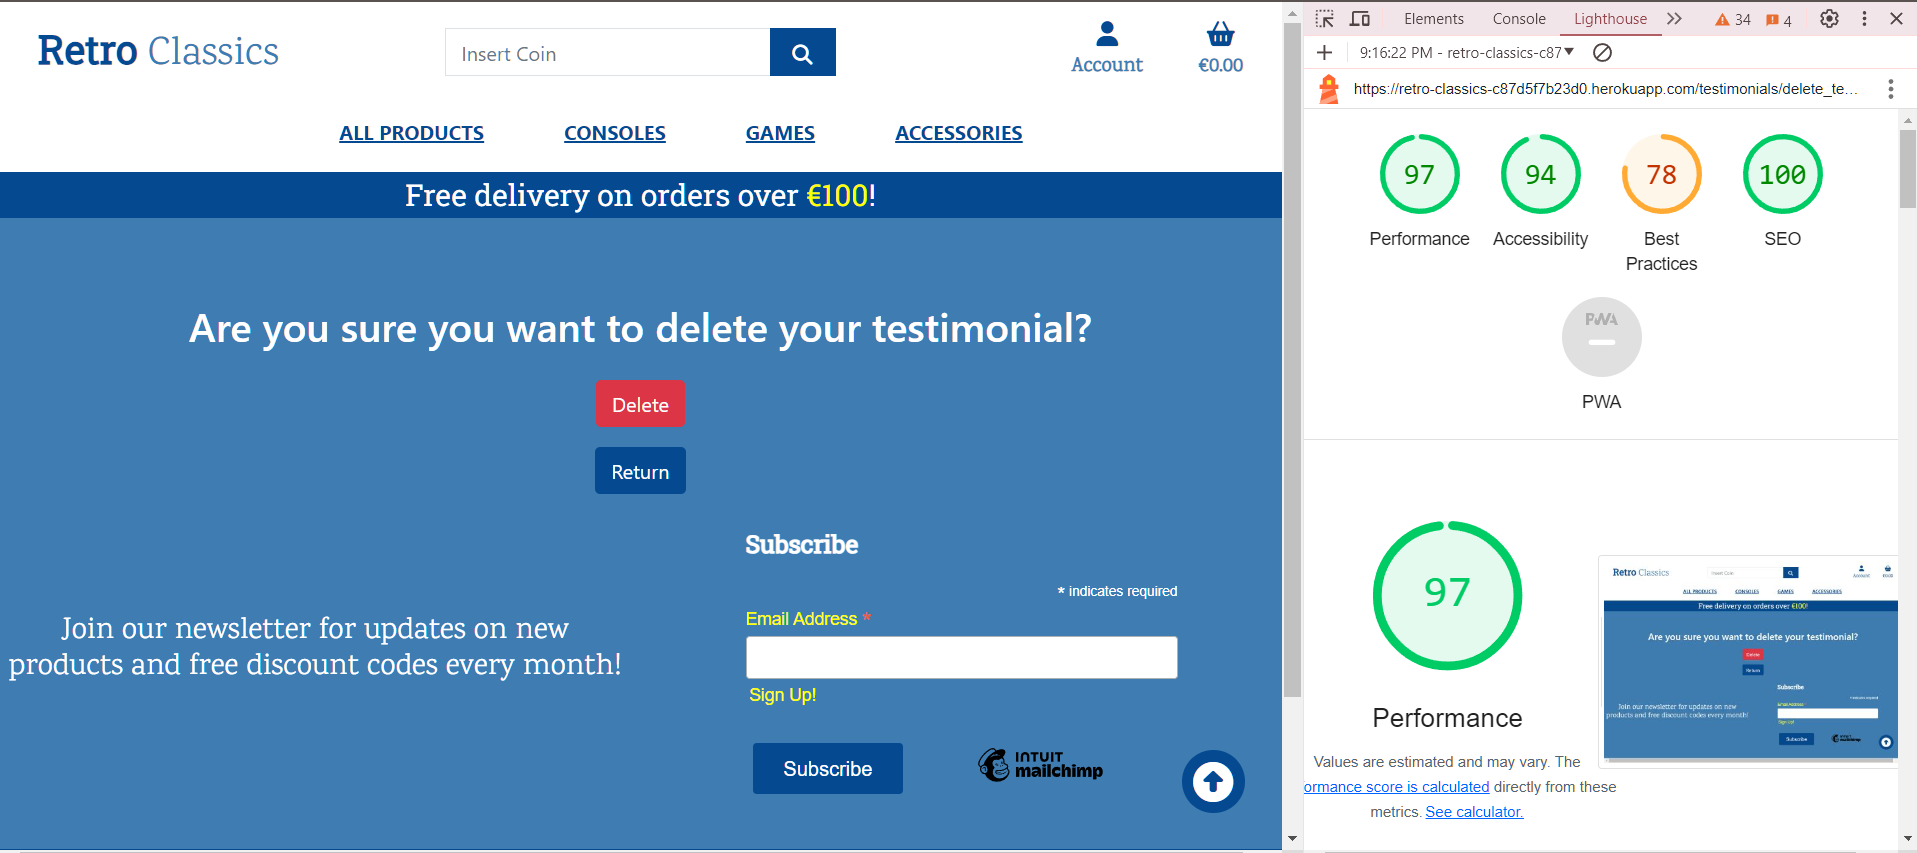 Retro Classics
Insert Coin
Account
€0.00
ALL PRODUCTS CONSOLES GAMES ACCESSORIES
Free delivery on orders over €100!
Are you sure you want to delete your testimonial?
Delete
Return
Join our newsletter for updates on new
products and free discount codes every month!
Subscribe
* indicates required
Email Address *
Sign Up!
Subscribe
INTUIT
mailchimp
Elements Console Lighthouse 34 4
9:16:22 PM - retro-classics-c87
https://retro-classics-c87d5f7b23d0.herokuapp.com/testimonials/delete_te...
97 94 78 100
Performance Accessibility Best
Practices SEO
PWA
PWA
97
Performance
Values are estimated and may vary. The
ormance score is calculated directly from these
metrics. See calculator.
Retro Classics
Insert Coin
Account
ALL PRODUCTS CONSOLES GAMES ACCESSORIES
Free delivery on orders over €100!
Are you sure you want to delete your testimonial?
Delete
Return
Subscribe
Join our newsletter for updates on new
products and free discount codes every month!
Email Address
Sign Up!
Subscribe
mailchimp